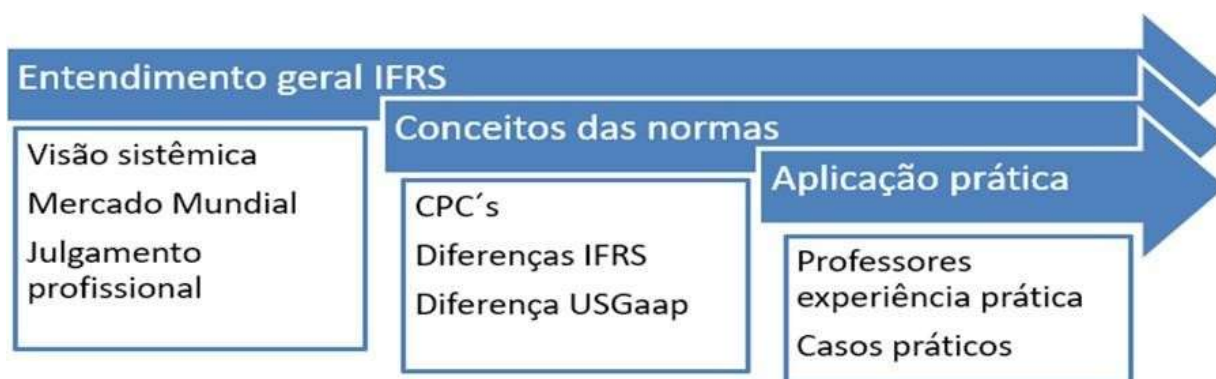 Entendimento geral IFRS
Visão sistêmica
Mercado Mundial
Julgamento
profissional
Conceitos das normas
CPC´s
Diferenças IFRS
Diferença USGaap
Aplicação prática
Professores
experiência prática
Casos práticos